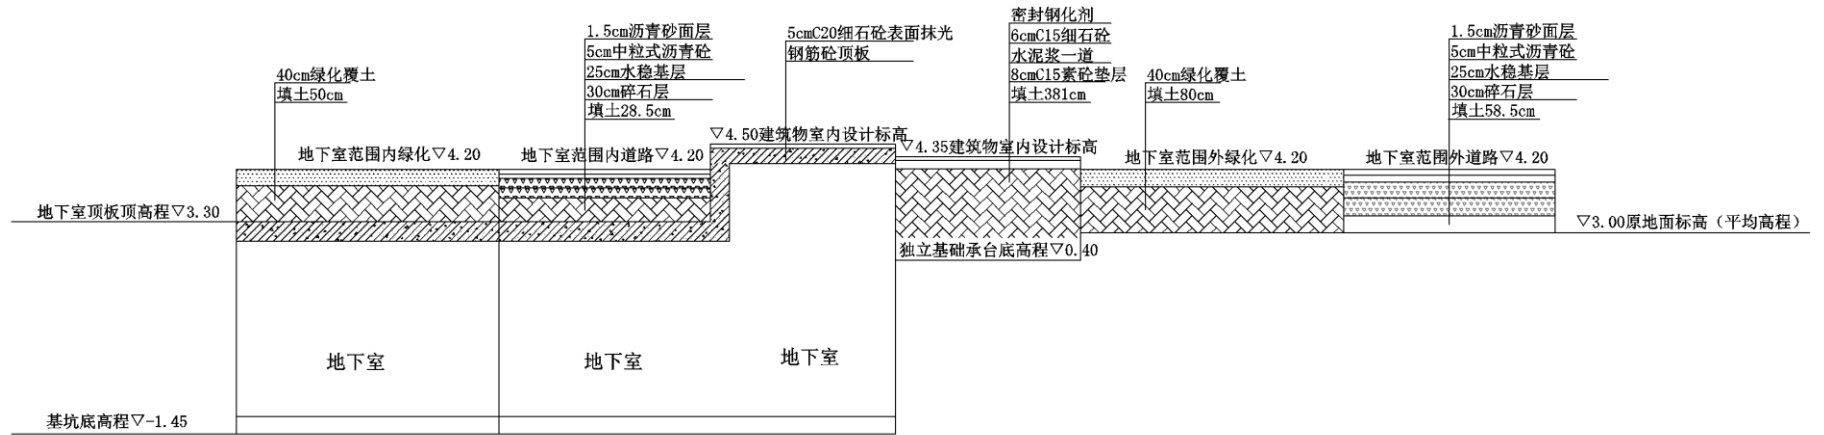 40cm绿化覆土
填土50cm
1.5cm沥青砂面层
5cm中粒式沥青砼
25cm水稳基层
30cm碎石层
填土28.5cm
5cmC20细石砼表面抹光
钢筋砼顶板
密封钢化剂
6cmC15细石砼
水泥浆一道
8cmC15素砼垫层
填土381cm
40cm绿化覆土
填土80cm
1.5cm沥青砂面层
5cm中粒式沥青砼
25cm水稳基层
30cm碎石层
填土58.5cm
▽4.50建筑物室内设计标高
▽4.35建筑物室内设计标高
地下室范围内绿化▽4.20
地下室范围内道路▽4.20
地下室范围外绿化▽4.20
地下室范围外道路▽4.20
地下室顶板顶高程▽3.30
▽3.00原地面标高（平均高程）
独立基础承台底高程▽0.40
地下室
地下室
地下室
基坑底高程▽-1.45